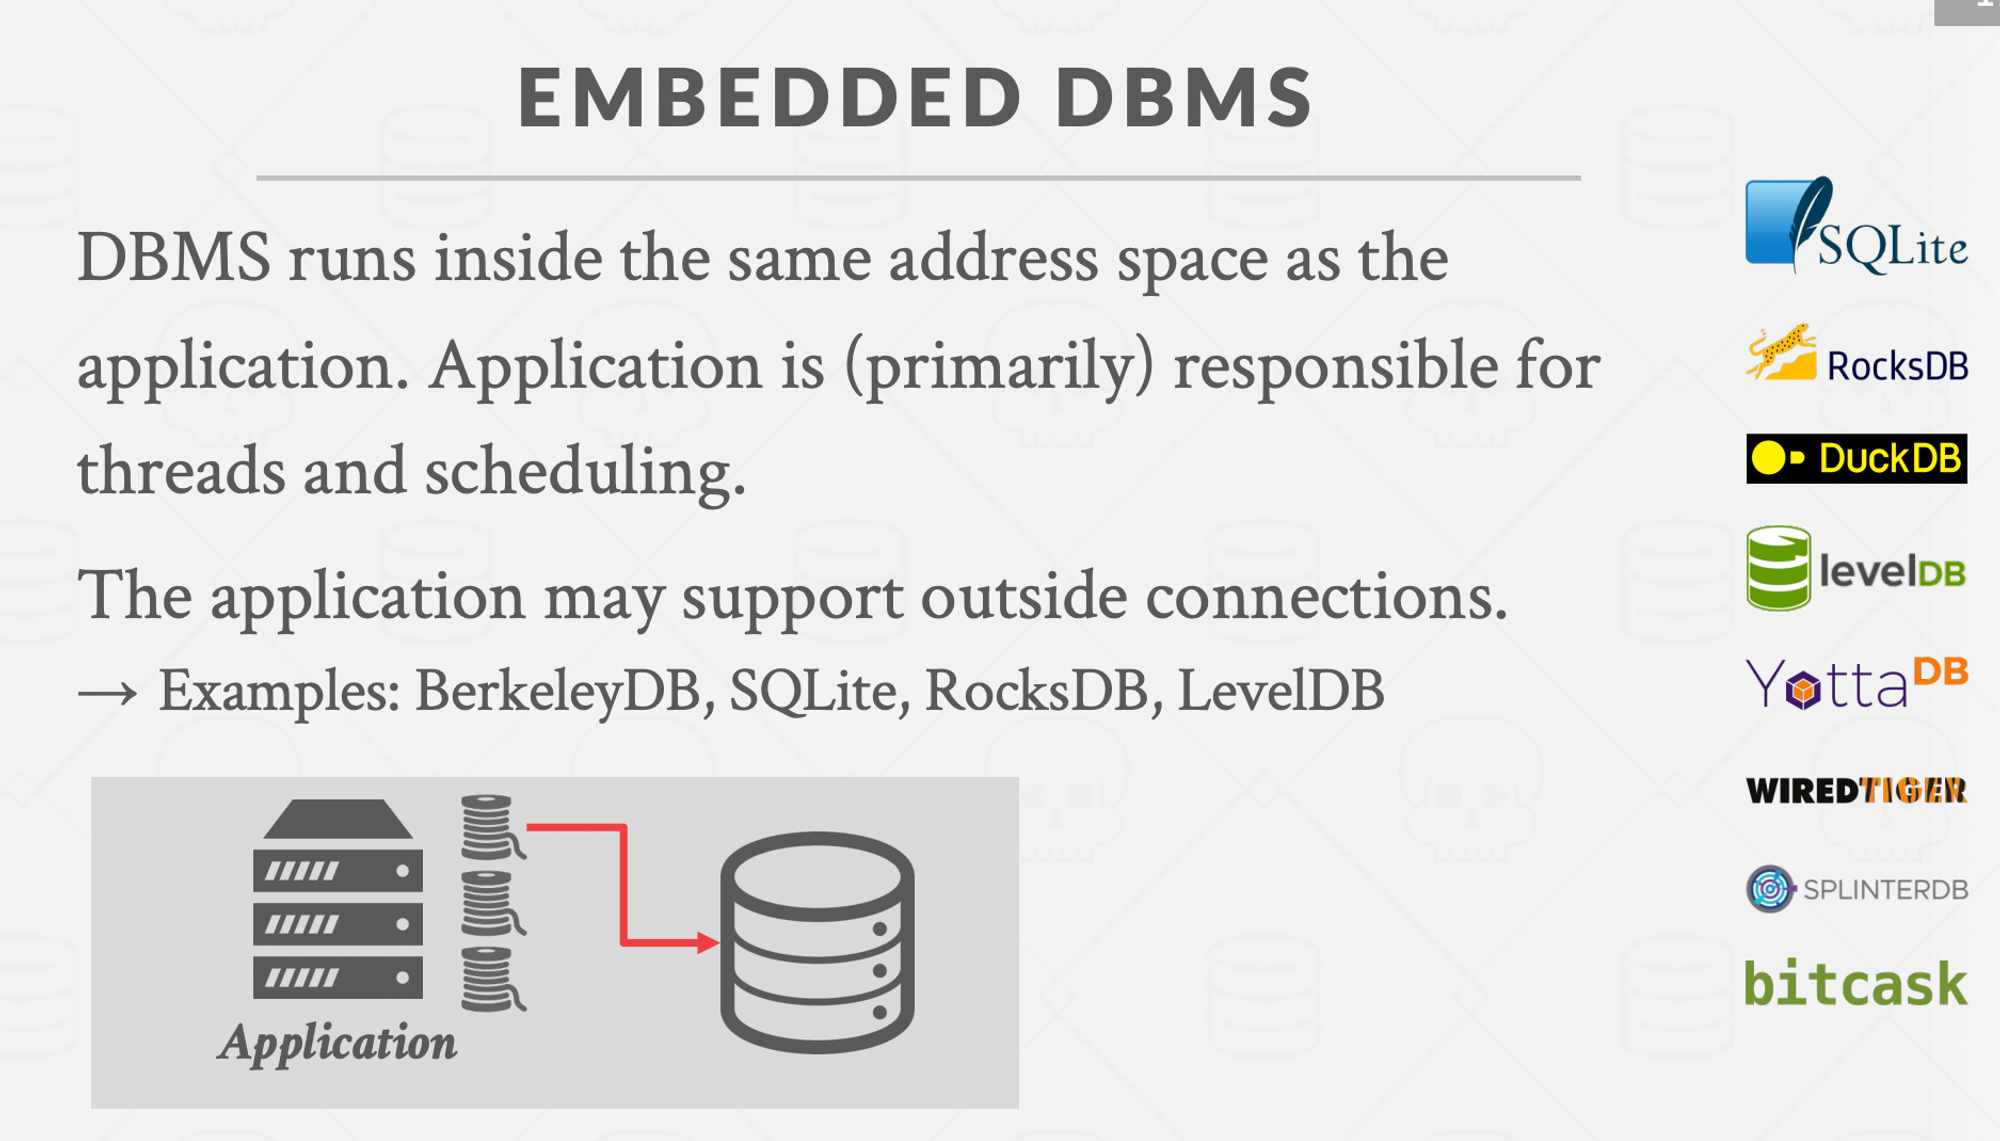 EMBEDDED DBMS
DBMS runs inside the same address space as the
application. Application is (primarily) responsible for
threads and scheduling.
The application may support outside connections.
→ Examples: BerkeleyDB, SQLite, RocksDB, LevelDB
Application
SQLite
RocksDB
DuckDB
levelDB
YottaDB
WIREDTIGER
SPLINTERDB
bitcask